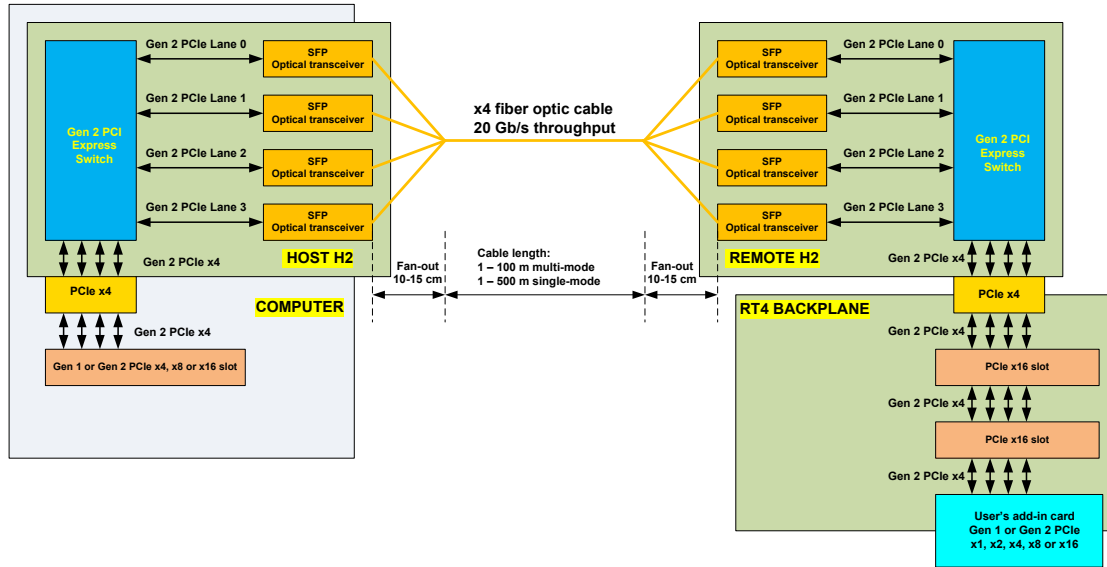 Gen 2 PCI
Express
Switch
Gen 2 PCIe Lane 0
SFP
Optical transceiver
Gen 2 PCIe Lane 1
SFP
Optical transceiver
Gen 2 PCIe Lane 2
SFP
Optical transceiver
Gen 2 PCIe Lane 3
SFP
Optical transceiver
HOST H2
Gen 2 PCIe x4
PCIe x4
COMPUTER
Gen 2 PCIe x4
Gen 1 or Gen 2 PCIe x4, x8 or x16 slot
x4 fiber optic cable
20 Gb/s throughput
Fan-out
10-15 cm
Cable length:
1 – 100 m multi-mode
1 – 500 m single-mode
Fan-out
10-15 cm
SFP
Optical transceiver
Gen 2 PCIe Lane 0
SFP
Optical transceiver
Gen 2 PCIe Lane 1
SFP
Optical transceiver
Gen 2 PCIe Lane 2
SFP
Optical transceiver
Gen 2 PCIe Lane 3
Gen 2 PCI
Express
Switch
REMOTE H2
Gen 2 PCIe x4
PCIe x4
RT4 BACKPLANE
Gen 2 PCIe x4
PCIe x16 slot
Gen 2 PCIe x4
PCIe x16 slot
Gen 2 PCIe x4
User's add-in card
Gen 1 or Gen 2 PCIe
x1, x2, x4, x8 or x16